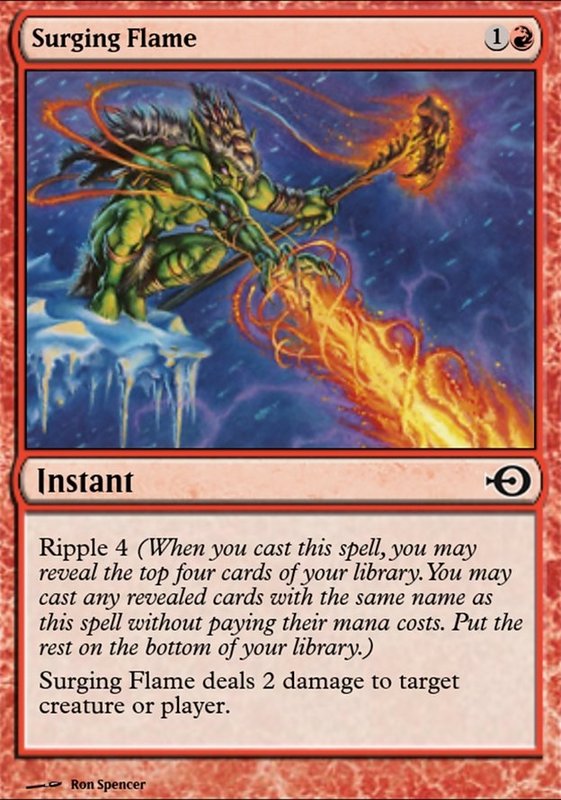 Surging Flame 1
Instant
Ripple 4 (When you cast this spell, you may
reveal the top four cards of your library. You may
cast any revealed cards with the same name as
this spell without paying their mana costs. Put the
rest on the bottom of your library.)
Surging Flame deals 2 damage to target
creature or player.
Ron Spencer